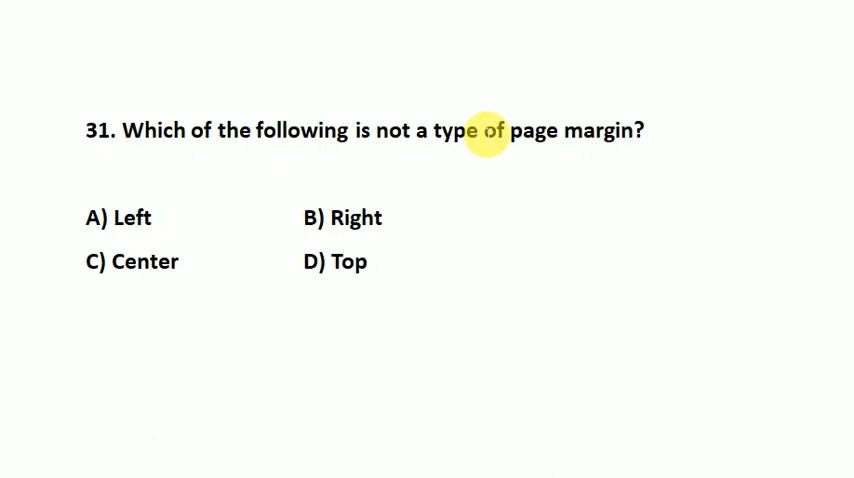 31. Which of the following is not a type of page margin?
A) Left B) Right
C) Center D) Top